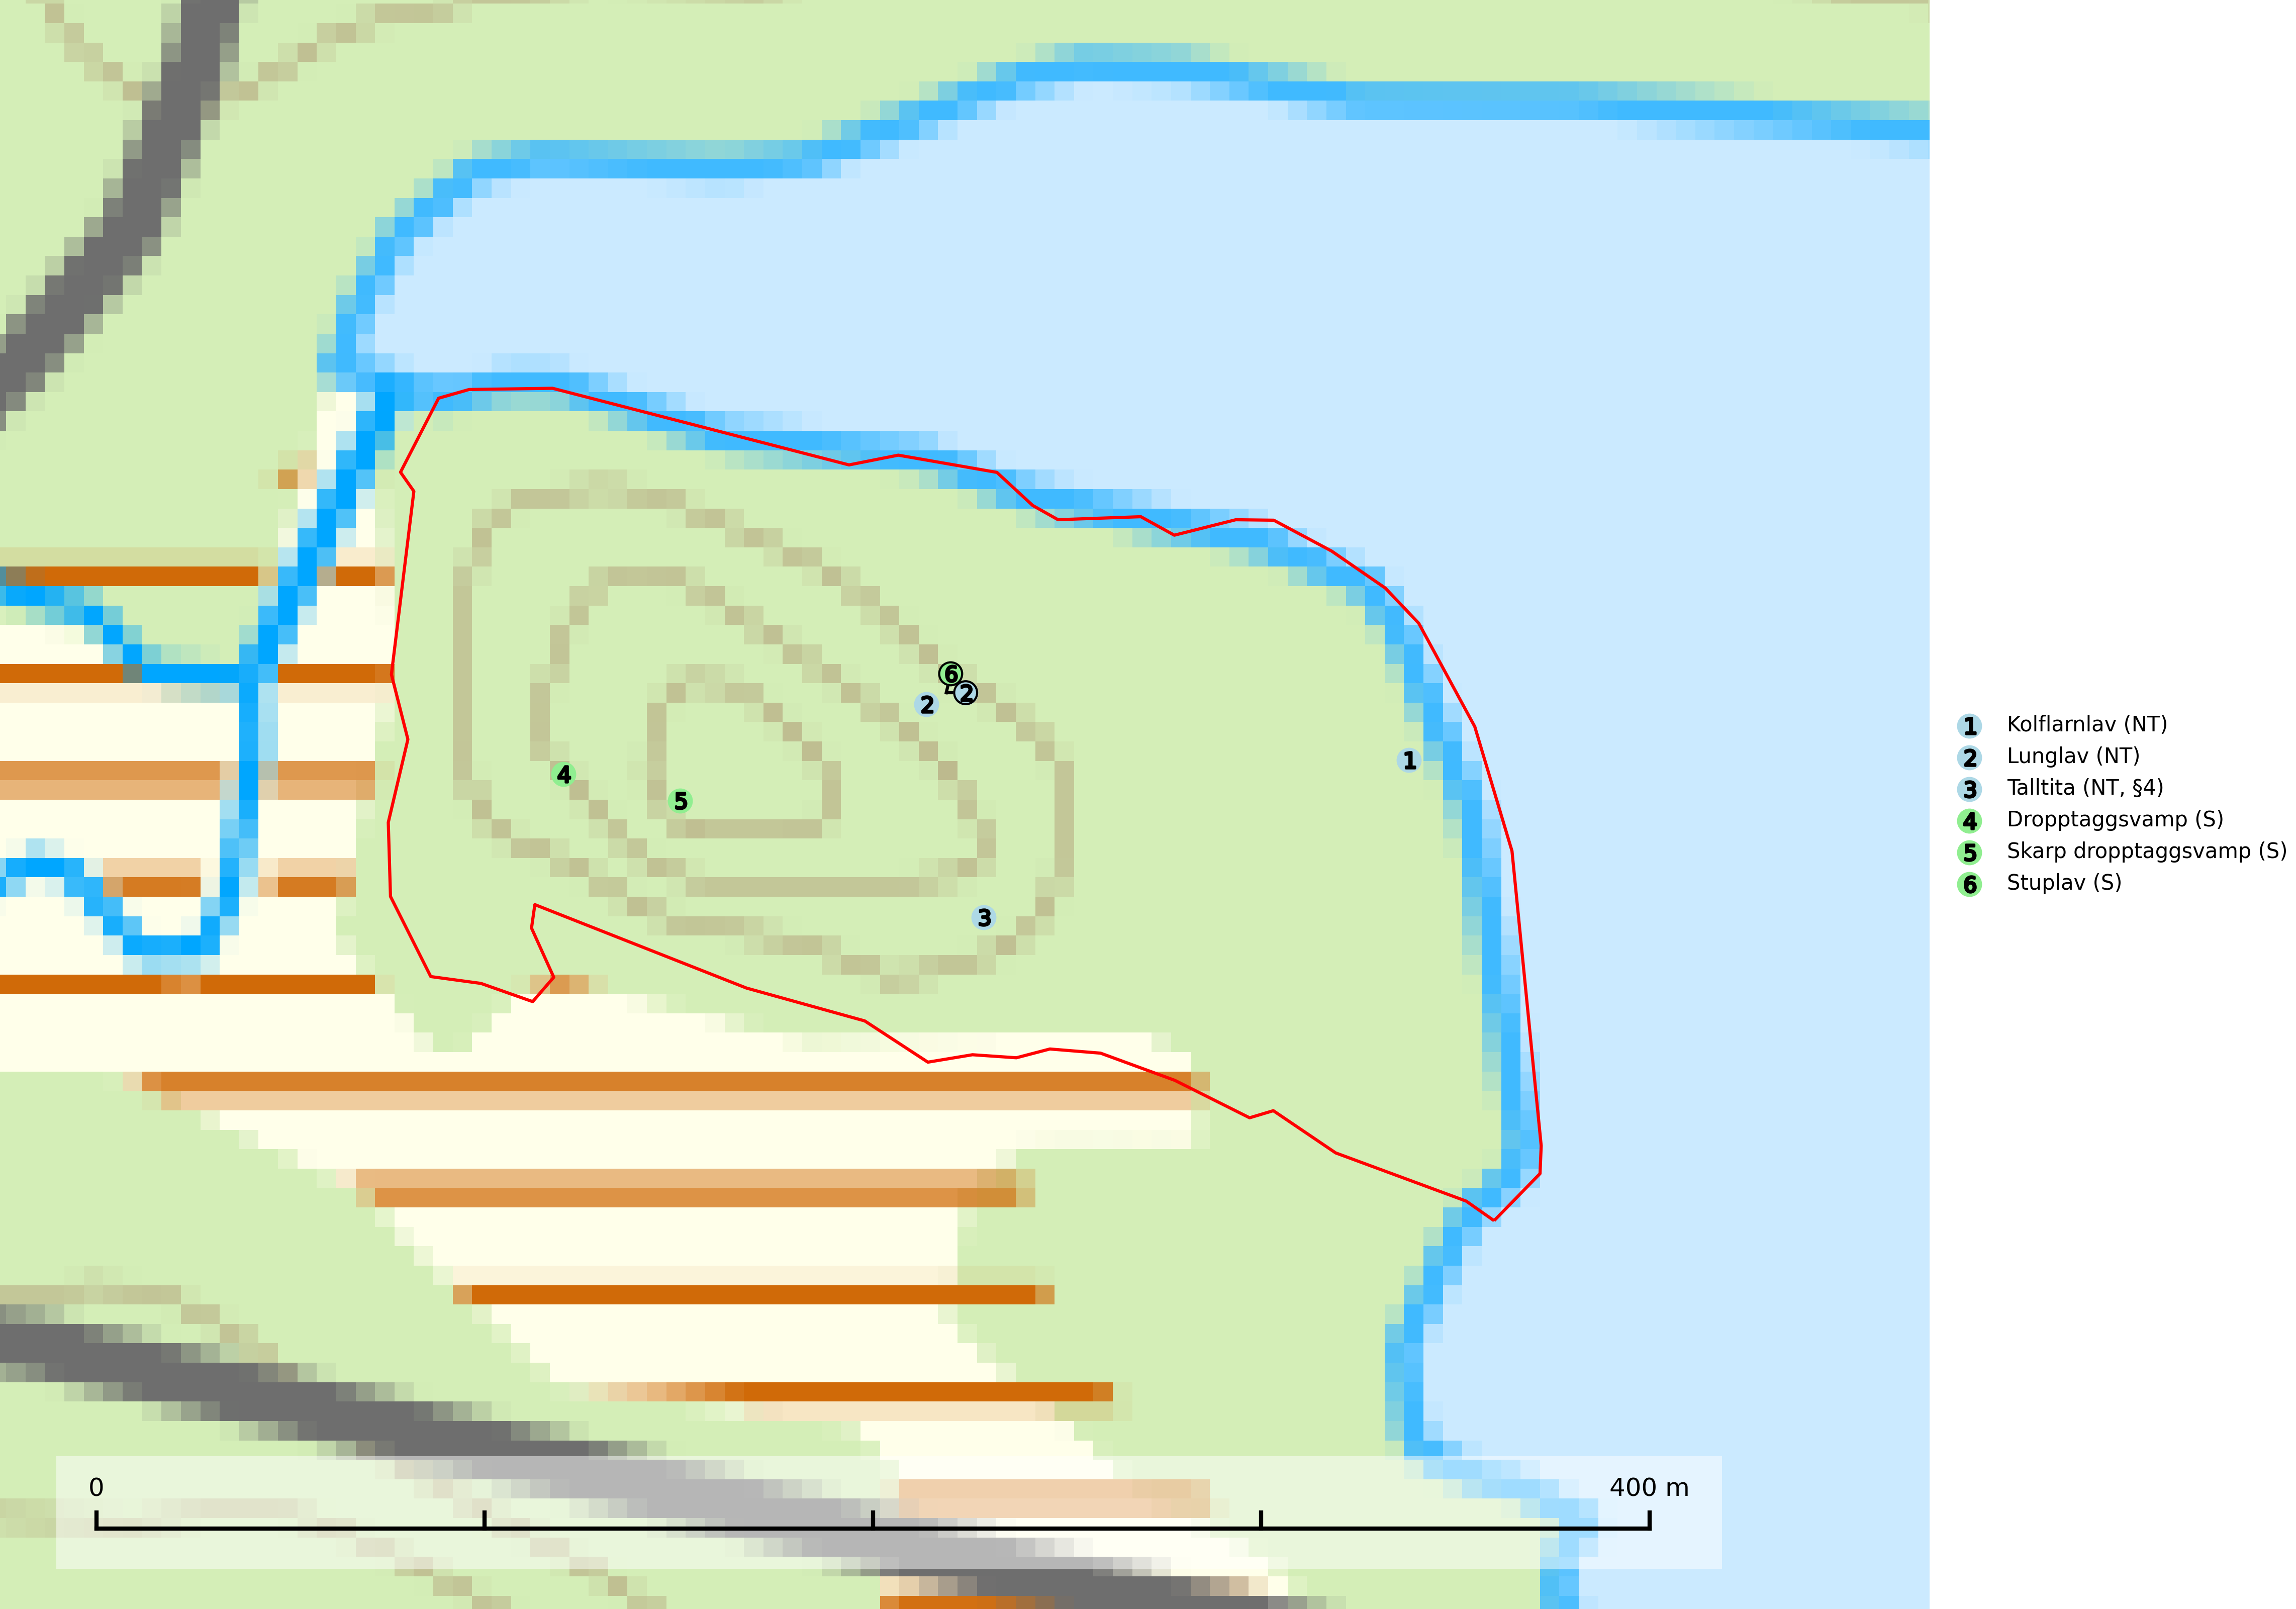 6
2
2
1
4
5
3
1 Kolflarnlav (NT)
2 Lunglav (NT)
3 Talltita (NT, §4)
4 Dropptaggsvamp (S)
5 Skarp dropptaggsvamp (S)
6 Stuplav (S)
0 400 m